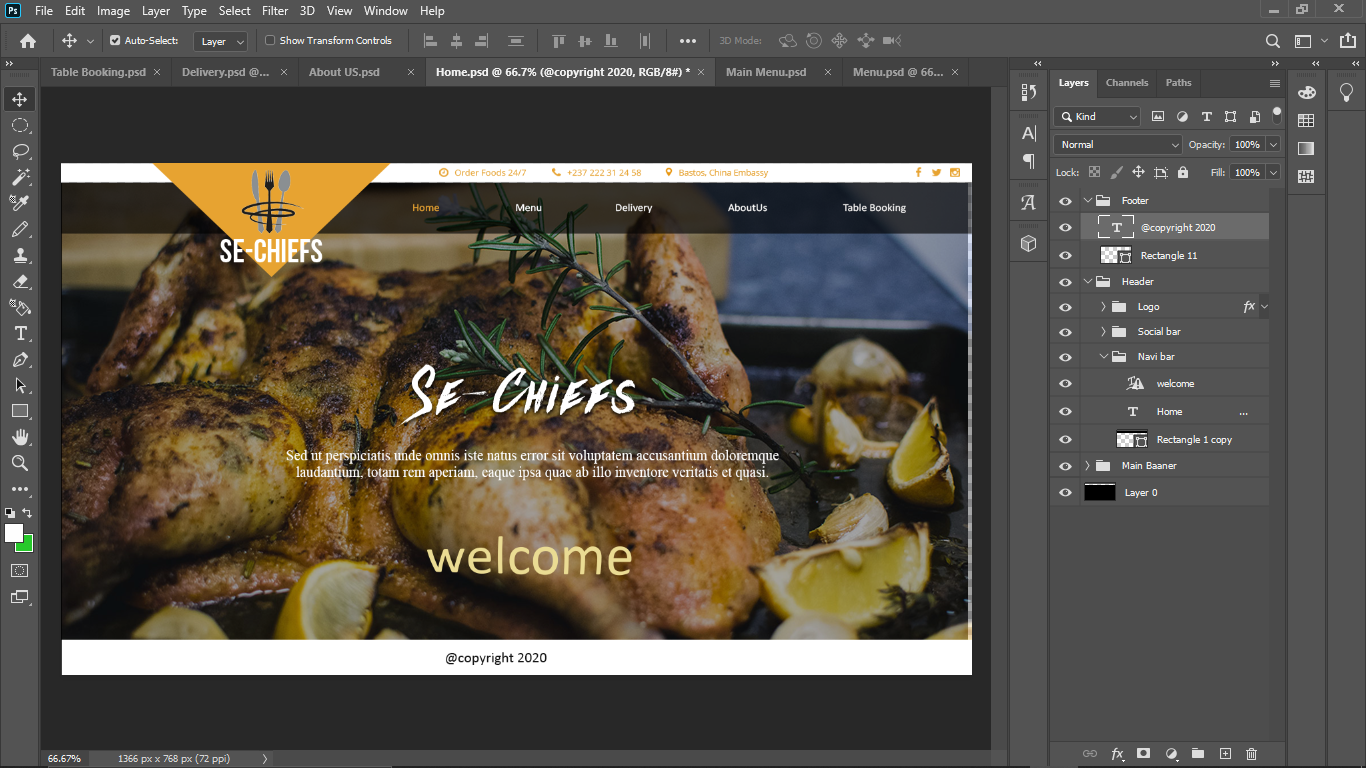 Ps File Edit Image Layer Type Select Filter 3D View Window Help
Auto-Select: Layer Show Transform Controls 3D Mode:
Table Booking.psd Delivery.psd @... About US.psd Home.psd @ 66.7% (@copyright 2020, RGB/8#) * Main Menu.psd Menu.psd @ 66...
Order Foods 24/7 +237 222 31 24 58 Bastos, China Embassy
Home Menu Delivery AboutUs Table Booking
SE-CHIEFS
Se-Chiefs
Sed ut perspiciatis unde omnis iste natus error sit voluptatem accusantium doloremque
laudantium, totam rem aperiam, eaque ipsa quae ab illo inventore veritatis et quasi.
welcome
@copyright 2020
66.67% 1366 px x 768 px (72 ppi)
Layers Channels Paths
Kind
Normal Opacity: 100%
Lock: Fill: 100%
Footer
@copyright 2020
Rectangle 11
Header
Logo fx
Social bar
Navi bar
welcome
Home ...
Rectangle 1 copy
Main Baaner
Layer 0